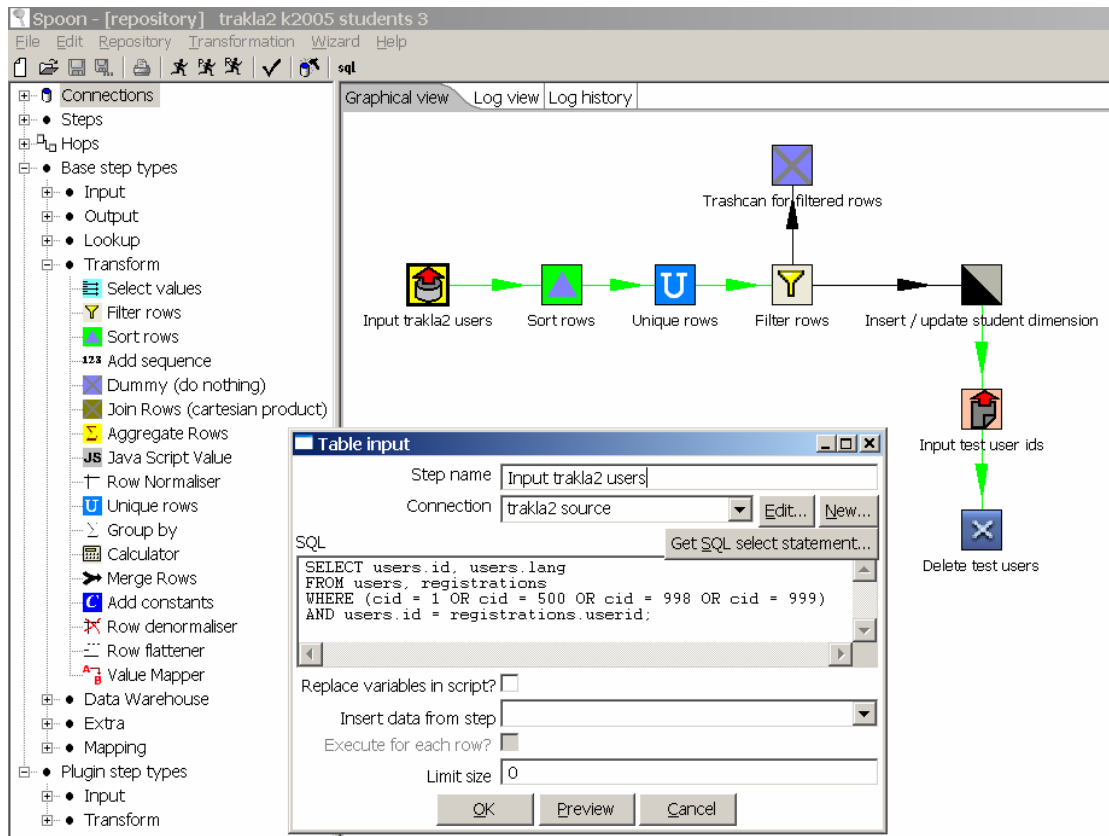 Spoon - [repository] trakla2 k2005 students 3
File Edit Repository Transformation Wizard Help
sql
Connections
Steps
Hops
Base step types
Input
Output
Lookup
Transform
Select values
Filter rows
Sort rows
123 Add sequence
Dummy (do nothing)
Join Rows (cartesian product)
Σ Aggregate Rows
JS Java Script Value
Row Normaliser
U Unique rows
Σ Group by
Calculator
Merge Rows
C Add constants
Row denormaliser
Row flattener
A B Value Mapper
Data Warehouse
Extra
Mapping
Plugin step types
Input
Transform
Graphical view Log view Log history
Trashcan for filtered rows
U
Input trakla2 users Sort rows Unique rows Filter rows Insert / update student dimension
Input test user ids
Delete test users
Table input
Step name Input trakla2 users
Connection trakla2 source Edit... New...
SQL Get SQL select statement...
SELECT users.id, users.lang
FROM users, registrations
WHERE (cid = 1 OR cid = 500 OR cid = 998 OR cid = 999)
AND users.id = registrations.userid;
Replace variables in script?
Insert data from step
Execute for each row?
Limit size 0
OK Preview Cancel